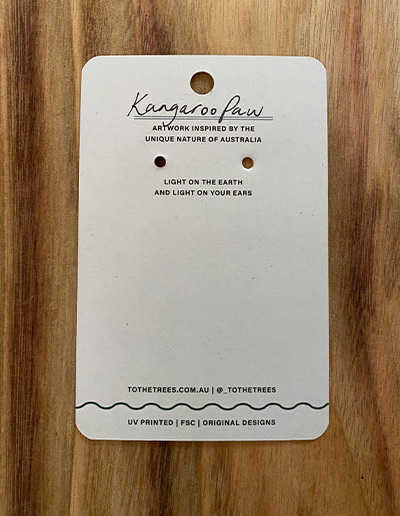 Kangaroo Paw
ARTWORK INSPIRED BY THE
UNIQUE NATURE OF AUSTRALIA
LIGHT ON THE EARTH
AND LIGHT ON YOUR EARS
TOTHETREES.COM.AU | @_TOTHETREES
UV PRINTED | FSC | ORIGINAL DESIGNS